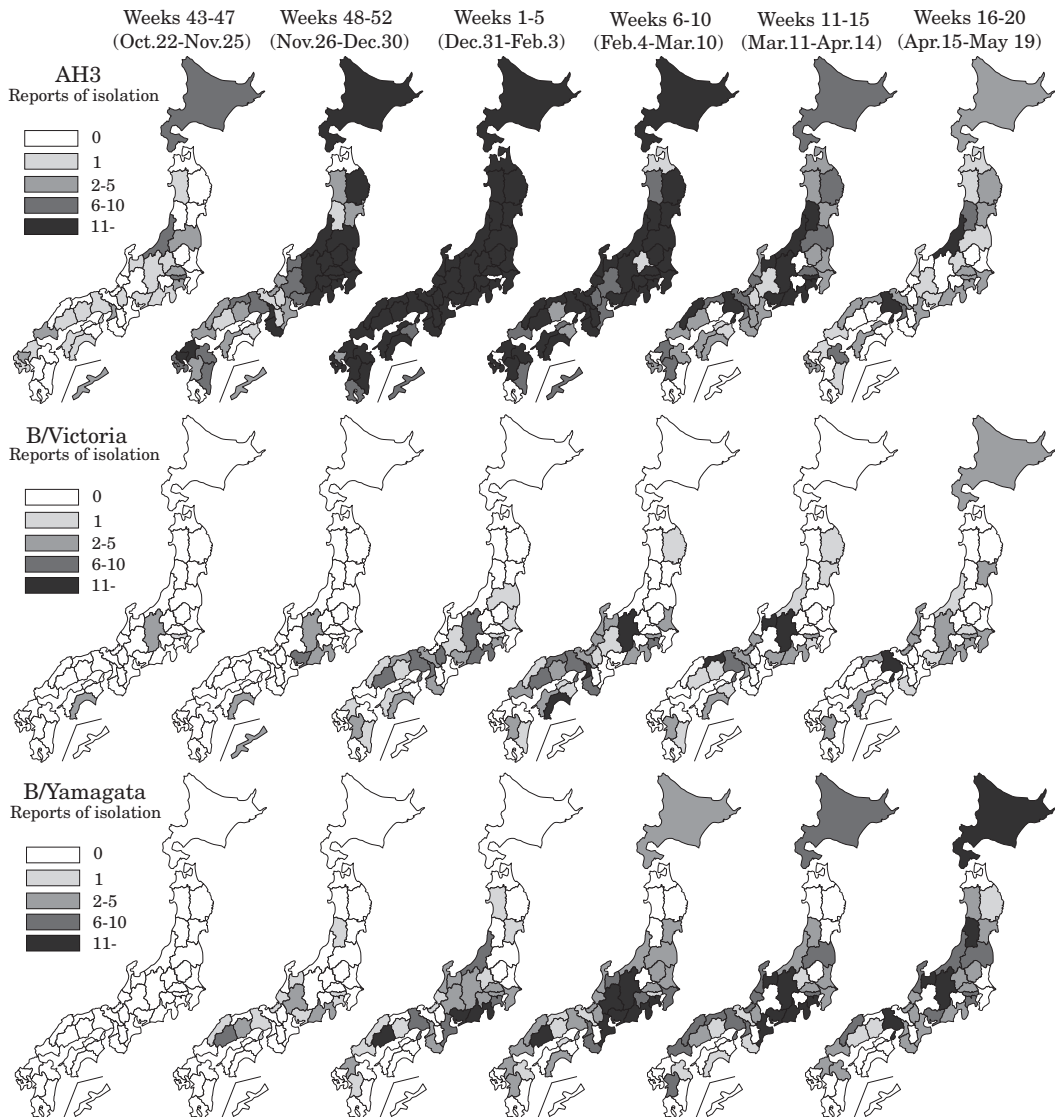 Weeks 43-47
(Oct.22-Nov.25)
Weeks 48-52
(Nov.26-Dec.30)
Weeks 1-5
(Dec.31-Feb.3)
Weeks 6-10
(Feb.4-Mar.10)
Weeks 11-15
(Mar.11-Apr.14)
Weeks 16-20
(Apr.15-May 19)
AH3
Reports of isolation
0
1
2-5
6-10
11-
B/Victoria
Reports of isolation
0
1
2-5
6-10
11-
B/Yamagata
Reports of isolation
0
1
2-5
6-10
11-